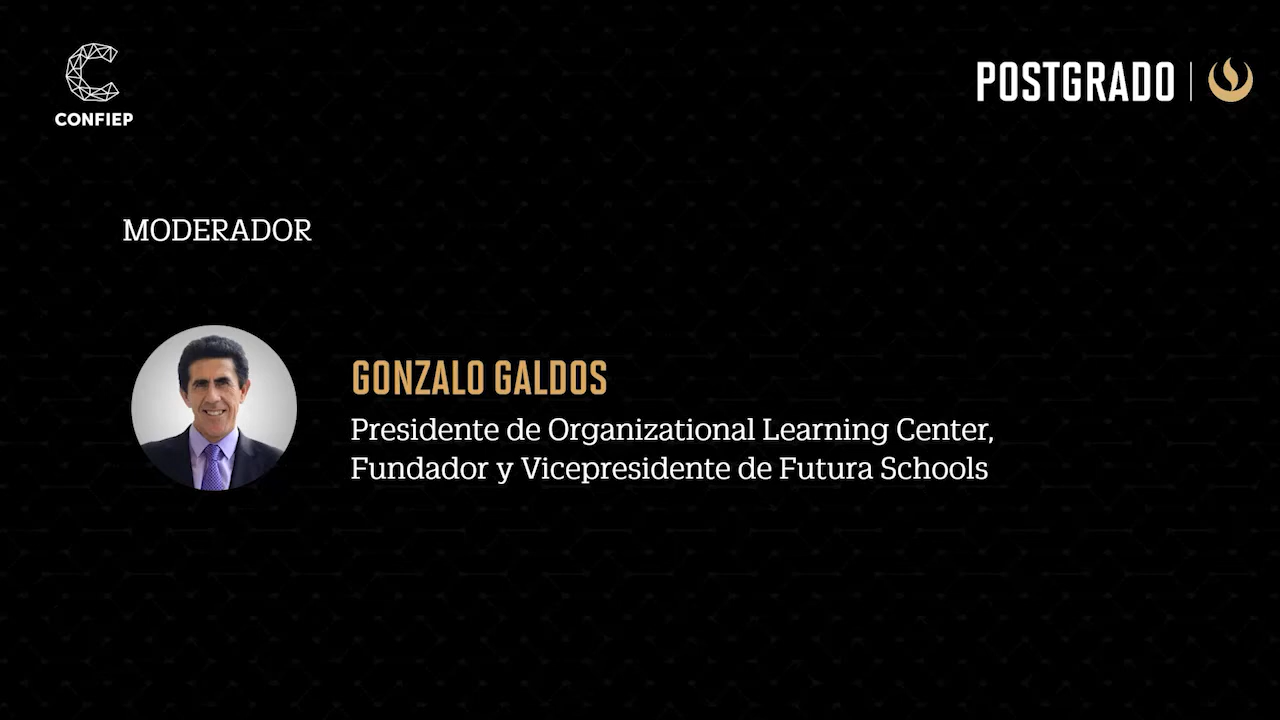 CONFIEP
POSTGRADO
MODERADOR
GONZALO GALDOS
Presidente de Organizational Learning Center,
Fundador y Vicepresidente de Futura Schools